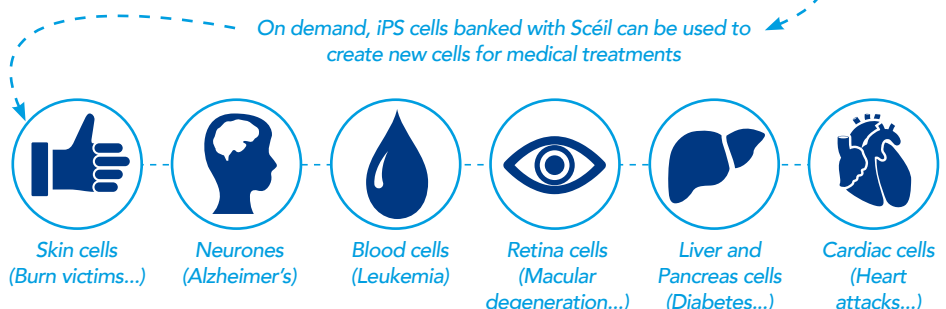 On demand, iPS cells banked with Scéil can be used to
create new cells for medical treatments
Skin cells
(Burn victims...)
Neurones
(Alzheimer's)
Blood cells
(Leukemia)
Retina cells
(Macular
degeneration...)
Liver and
Pancreas cells
(Diabetes...)
Cardiac cells
(Heart
attacks...)